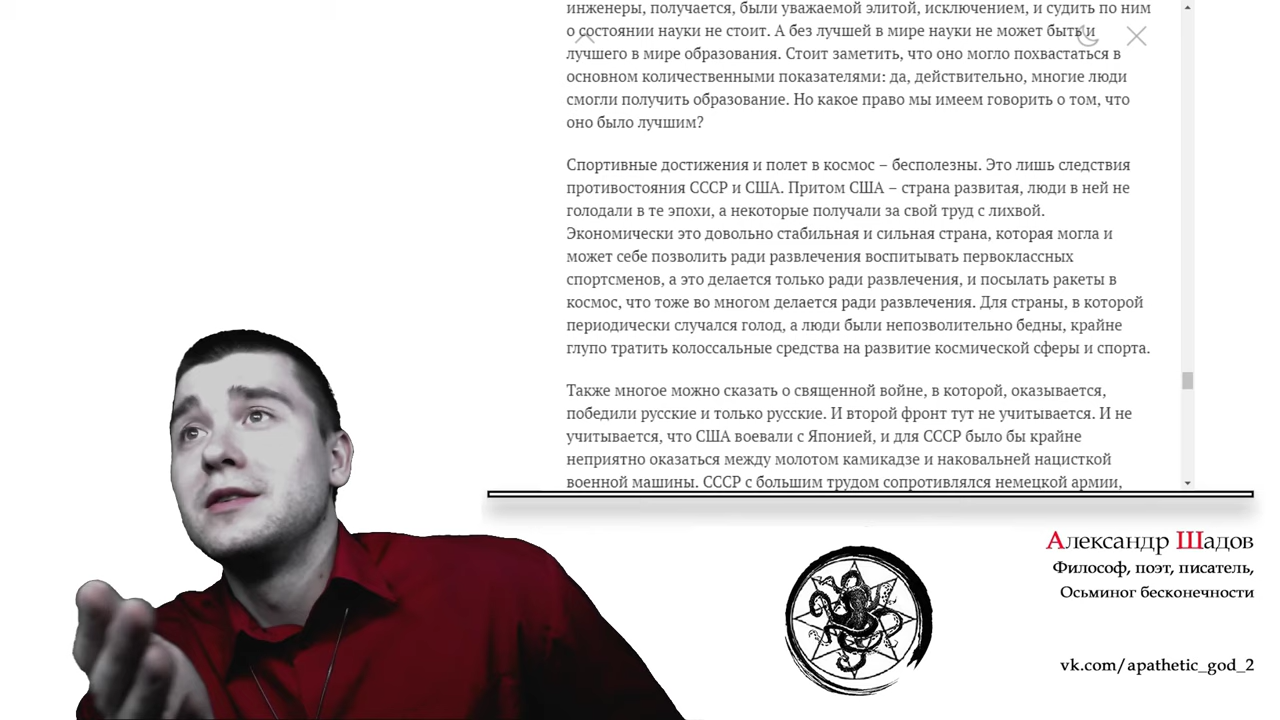 инженеры, получается, были уважаемой элитой, исключением, и судить по ним
о состоянии науки не стоит. А без лучшей в мире науки не может быть и
лучшего в мире образования. Стоит заметить, что оно могло похвастаться в
основном количественными показателями: да, действительно, многие люди
смогли получить образование. Но какое право мы имеем говорить о том, что
оно было лучшим?
Спортивные достижения и полет в космос – бесполезны. Это лишь следствия
противостояния СССР и США. Притом США – страна развитая, люди в ней не
голодали в те эпохи, а некоторые получали за свой труд с лихвой.
Экономически это довольно стабильная и сильная страна, которая могла и
может себе позволить ради развлечения воспитывать первоклассных
спортсменов, а это делается только ради развлечения, и посылать ракеты в
космос, что тоже во многом делается ради развлечения. Для страны, в которой
периодически случался голод, а люди были непозволительно бедны, крайне
глупо тратить колоссальные средства на развитие космической сферы и спорта.
Также многое можно сказать о священной войне, в которой, оказывается,
победили русские и только русские. И второй фронт тут не учитывается. И не
учитывается, что США воевали с Японией, и для СССР было бы крайне
неприятно оказаться между молотом камикадзе и наковальней нацисткой
военной машины. СССР с большим трудом сопротивлялся немецкой армии,
Александр Шадов
Философ, поэт, писатель,
Осьминог бесконечности
vk.com/apathetic_god_2